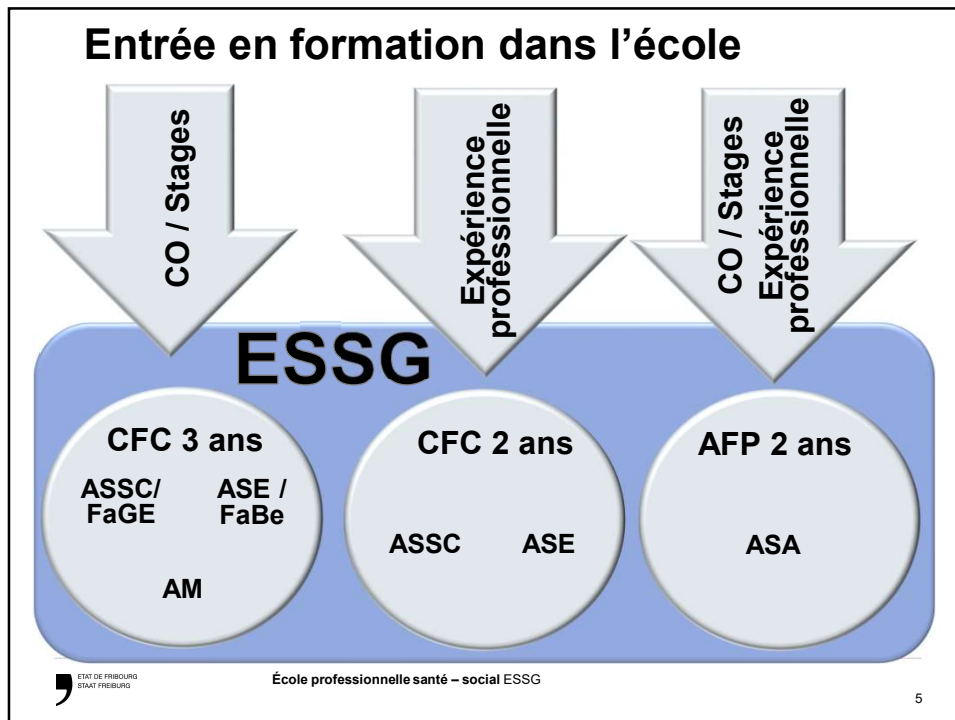 Entrée en formation dans l’école
CO / Stages
Expérience
professionnelle
CO / Stages
Expérience
professionnelle
ESSG
CFC 3 ans
ASSC/
FaGE
ASE /
FaBe
AM
CFC 2 ans
ASSC
ASE
AFP 2 ans
ASA
ETAT DE FRIBOURG
STAAT FREIBURG
École professionnelle santé – social ESSG
5